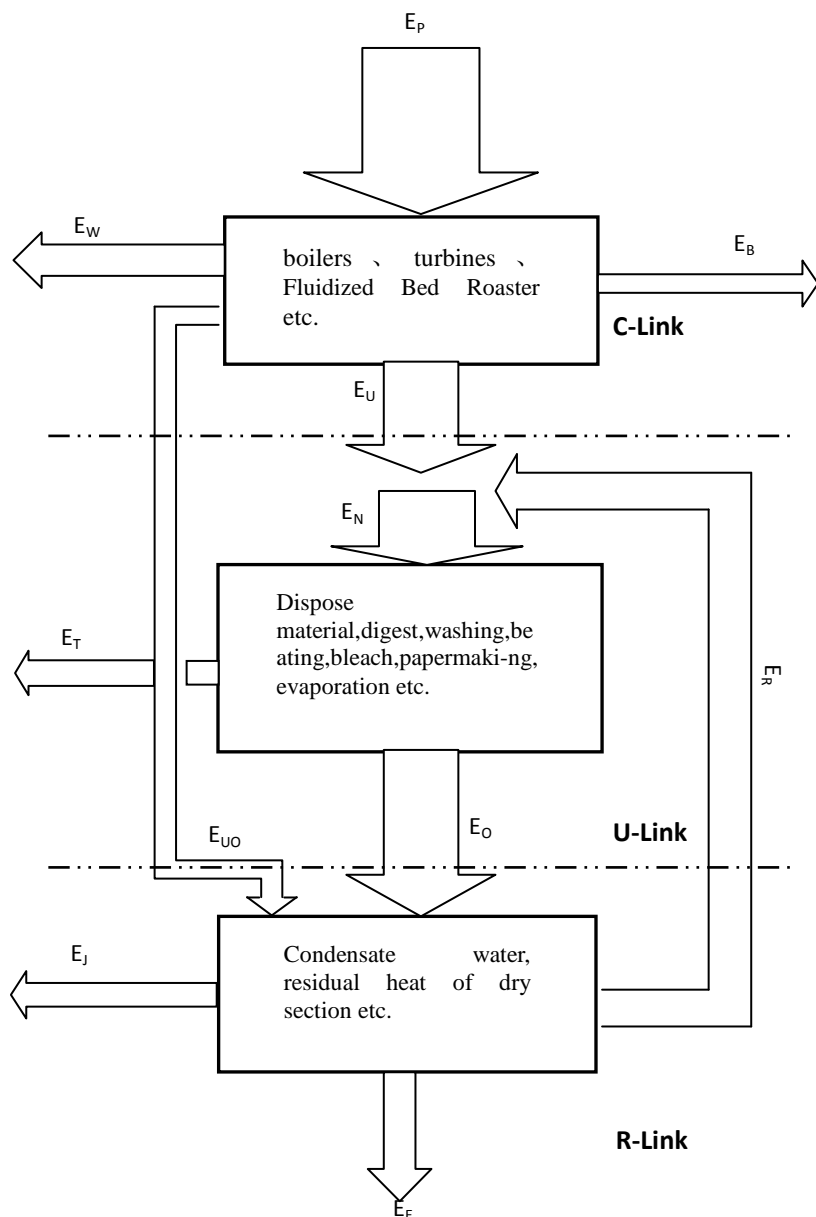 E_P
E_W
E_B
boilers 、 turbines 、
Fluidized Bed Roaster
etc.
C-Link
E_U
E_N
Dispose
material,digest,washing,be
ating,bleach,papermaki-ng,
evaporation etc.
E_T
E_R
E_UO
E_O
U-Link
Condensate water,
residual heat of dry
section etc.
E_J
R-Link
E_E